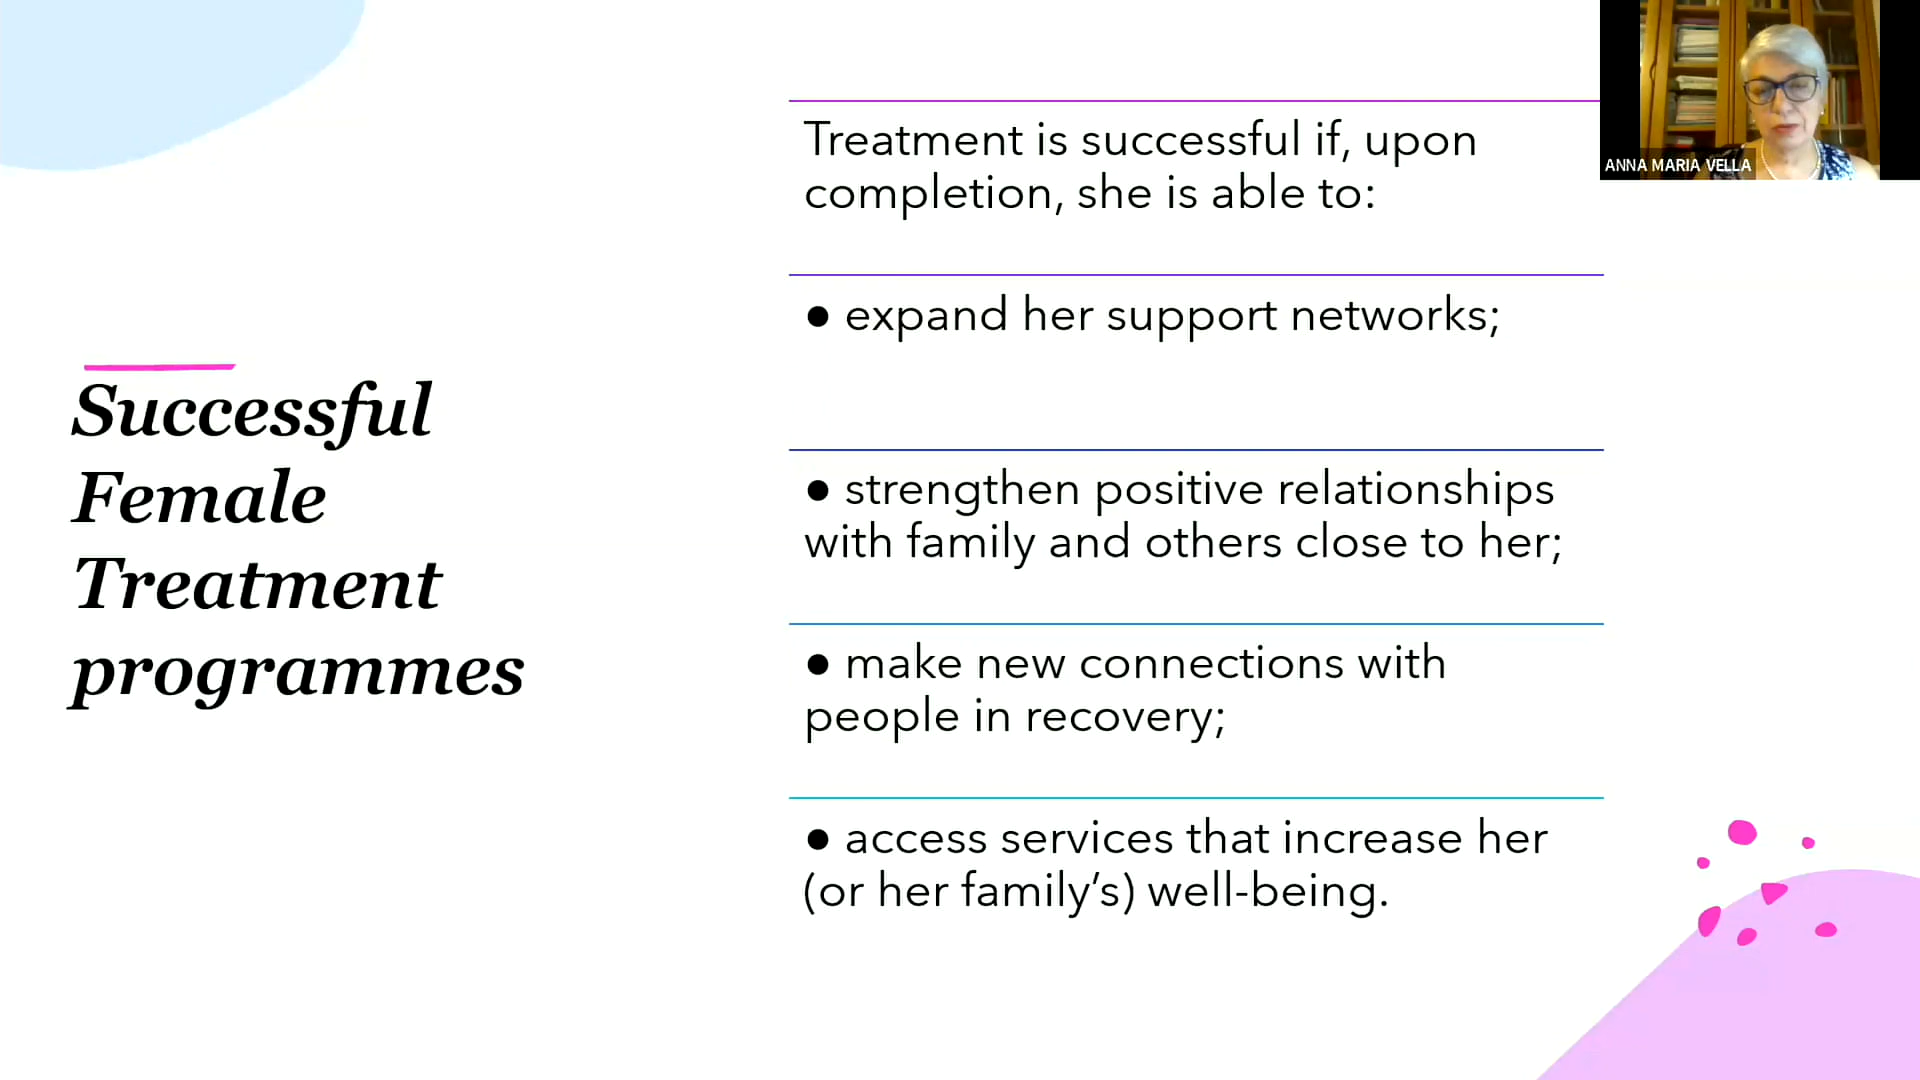 Successful
Female
Treatment
programmes
Treatment is successful if, upon
completion, she is able to:
● expand her support networks;
● strengthen positive relationships
with family and others close to her;
● make new connections with
people in recovery;
● access services that increase her
(or her family’s) well-being.
ANNA MARIA VELLA